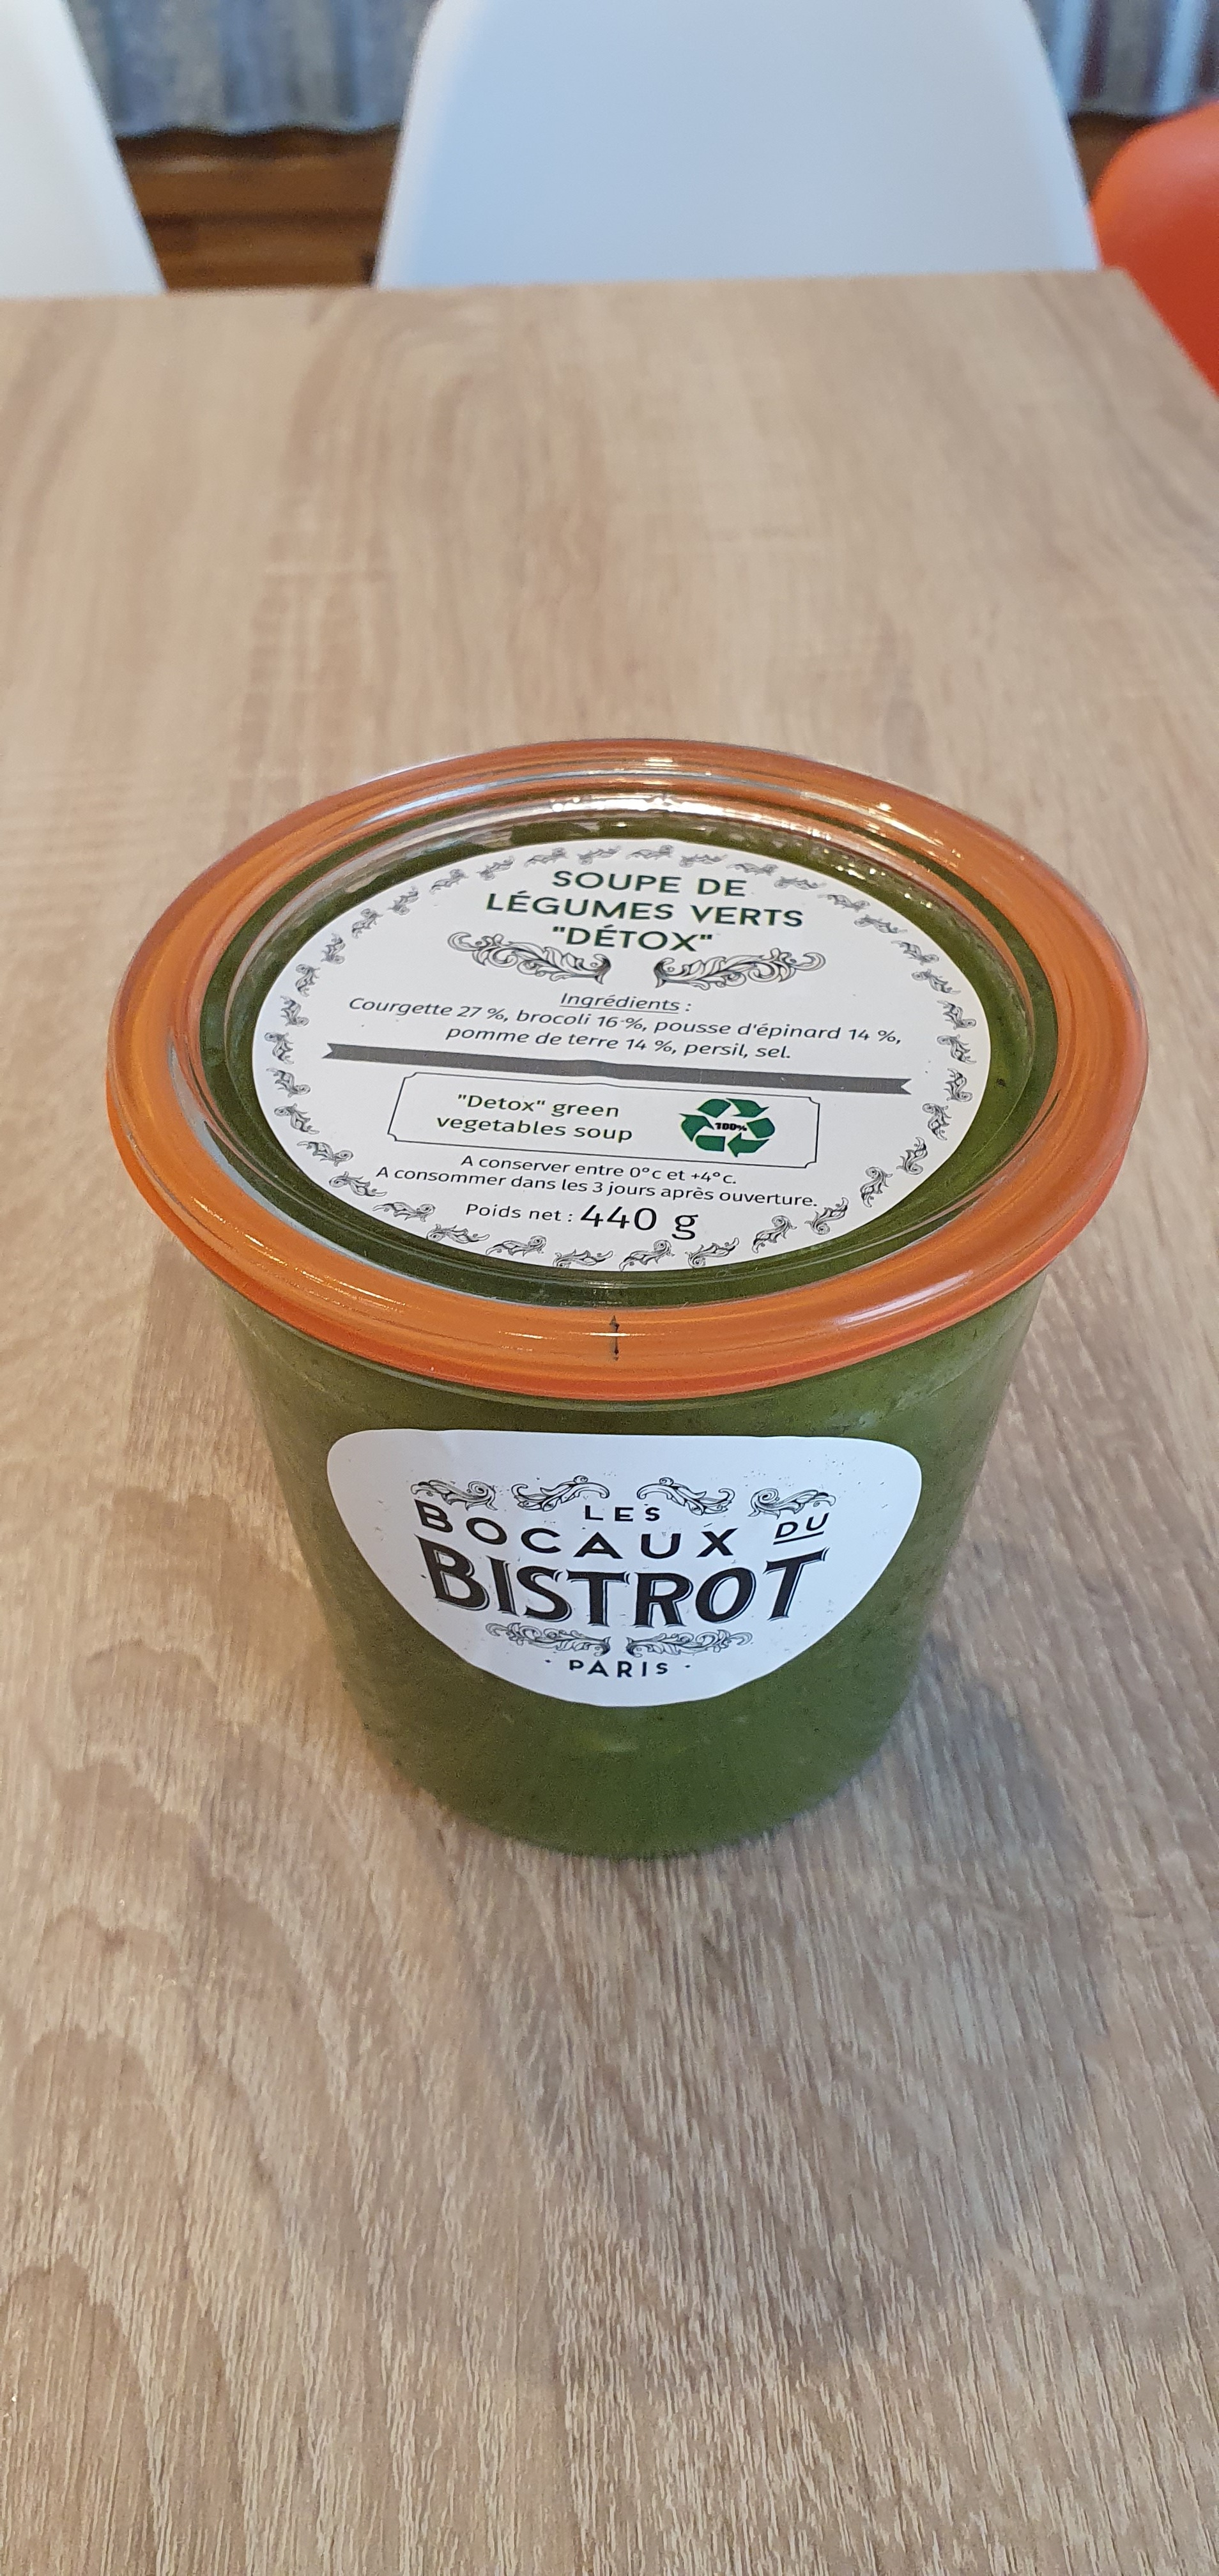 SOUPE DE
LÉGUMES VERTS
"DÉTOX"
Ingrédients :
Courgette 27 %, brocoli 16 %, pousse d'épinard 14 %,
pomme de terre 14 %, persil, sel.
"Detox" green
vegetables soup
100%
A conserver entre 0°c et +4°c.
A consommer dans les 3 jours après ouverture.
Poids net : 440 g
LES
BOCAUX DU
BISTROT
· PARIS ·